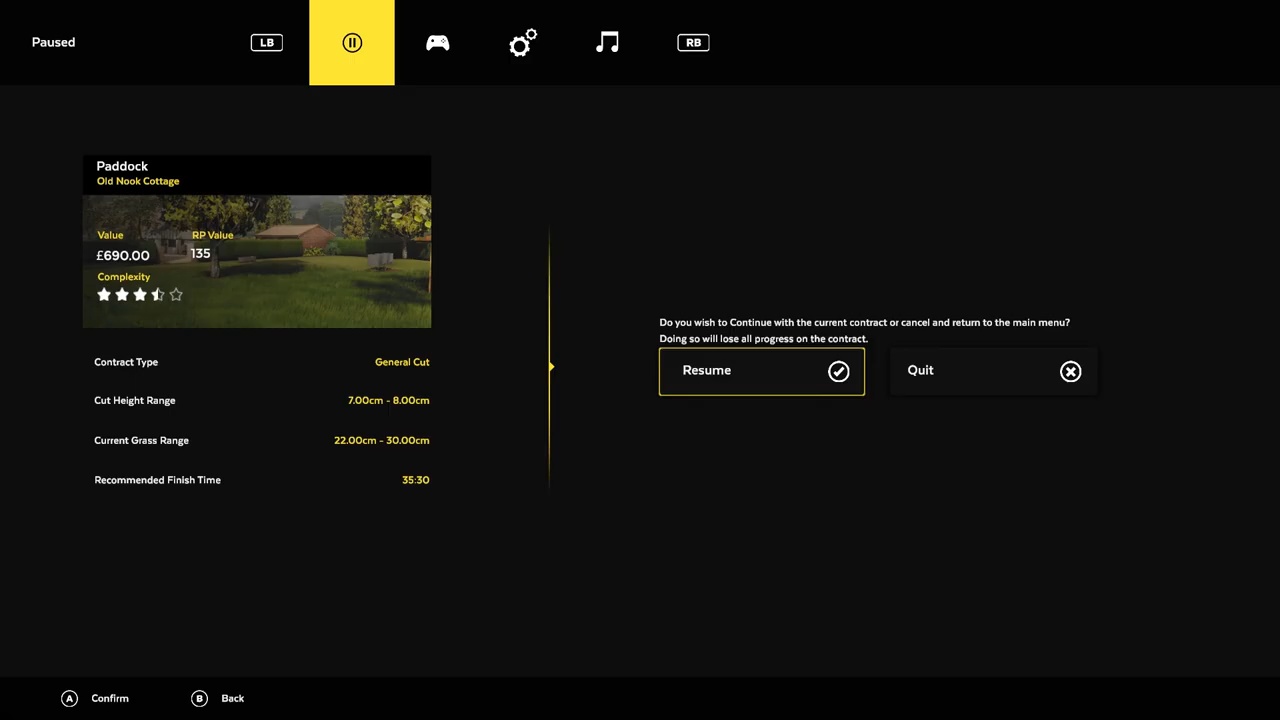 Paused
LB
RB
Paddock
Old Nook Cottage
Value
RP Value
£690.00
135
Complexity
Contract Type
General Cut
Cut Height Range
7.00cm - 8.00cm
Current Grass Range
22.00cm - 30.00cm
Recommended Finish Time
35:30
Do you wish to Continue with the current contract or cancel and return to the main menu?
Doing so will lose all progress on the contract.
Resume
Quit
A Confirm
B Back